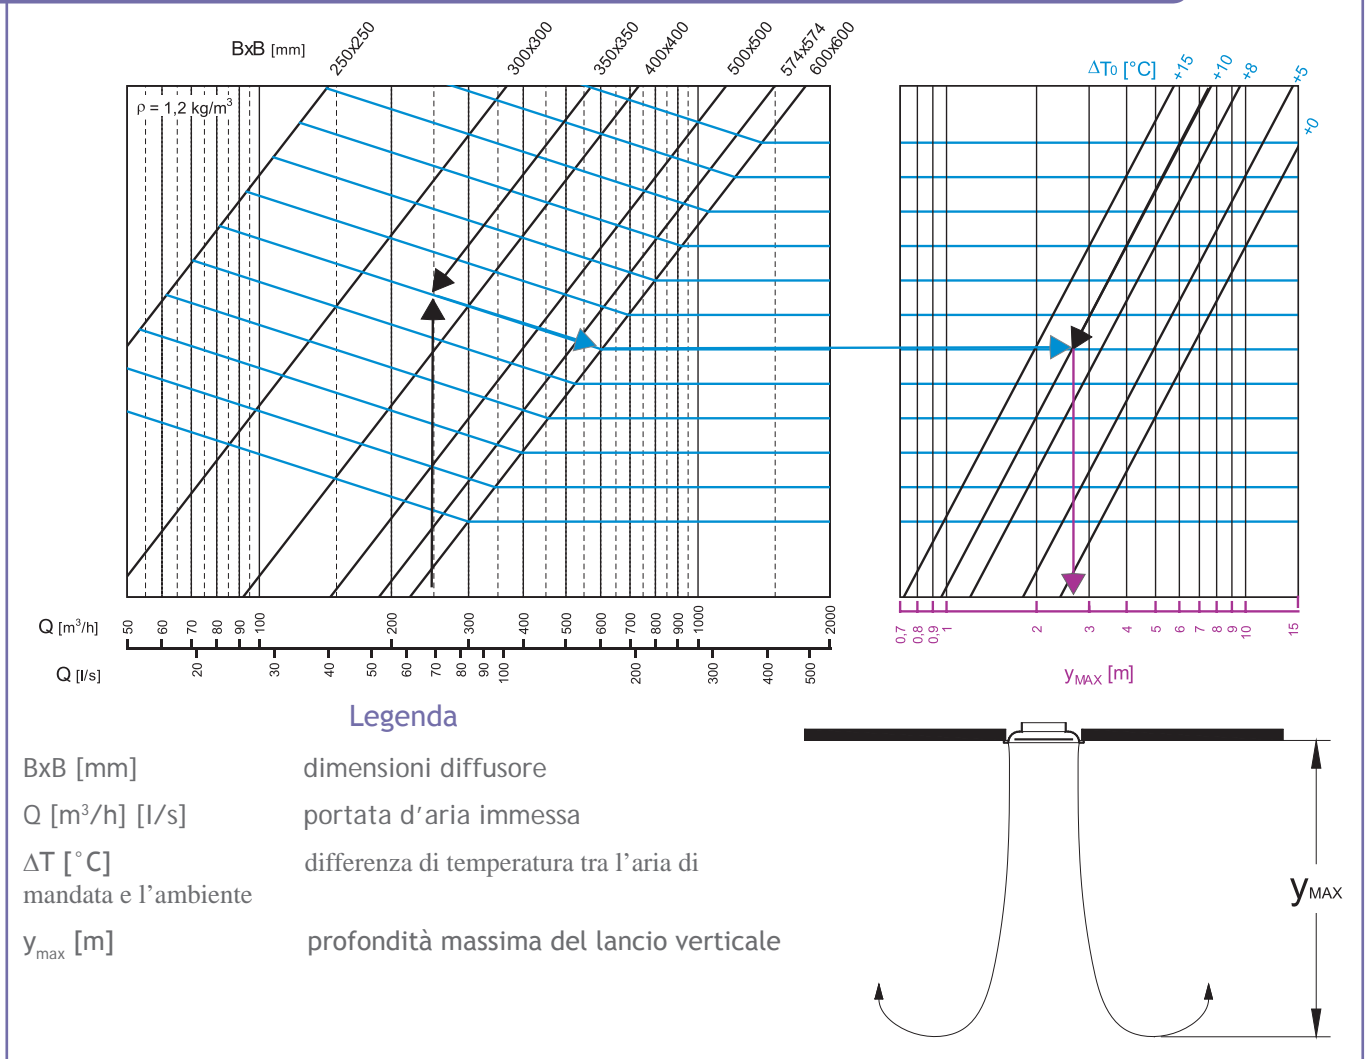 BxB [mm]
250x250
300x300
350x350
400x400
500x500
574x574
600x600
ρ = 1,2 kg/m³
ΔT₀ [°C]
+15
+10
+8
+5
+0
Q [m³/h]
50 60 70 80 90 100 200 300 400 500 600 700 800 900 1000 2000
Q [l/s]
20 30 40 50 60 70 80 90 100 200 300 400 500
0,7 0,8 0,9 1 2 3 4 5 6 7 8 9 10 15
yMAX [m]
Legenda
BxB [mm] dimensioni diffusore
Q [m³/h] [l/s] portata d'aria immessa
ΔT [°C] differenza di temperatura tra l'aria di
mandata e l'ambiente
ymax [m] profondità massima del lancio verticale
yMAX